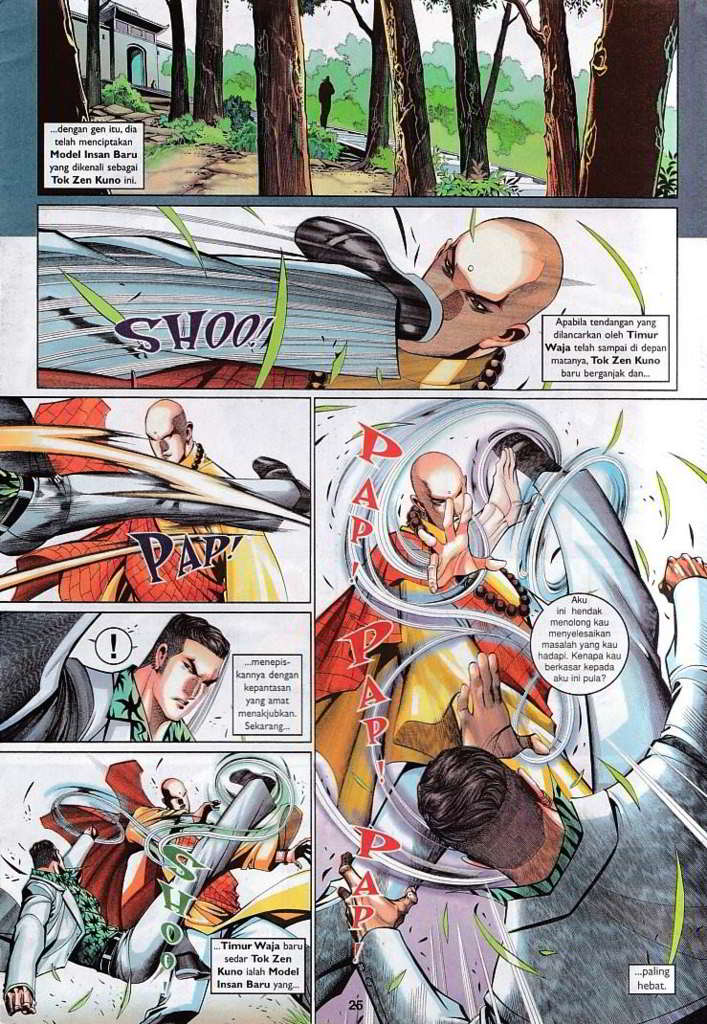 ...dengan gen itu, dia
telah menciptakan
Model Insan Baru
yang dikenali sebagai
Tok Zen Kuno ini.
SHOO!
Apabila tendangan yang
dilancarkan oleh Timur
Waja telah sampai di depan
matanya, Tok Zen Kuno
baru berganjak dan...
PAP!
!
...menepis-
kannya dengan
kepantasan
yang amat
menakjubkan.
Sekarang...
SHOO!
...Timur Waja baru
sedar Tok Zen
Kuno ialah Model
Insan Baru yang...
PAP!
PAP!
PAP!
PAP!
PAP!
Aku
ini hendak
menolong kau
menyelesaikan
masalah yang kau
hadapi. Kenapa kau
berkasar kepada
aku ini pula?
...paling
hebat.
25